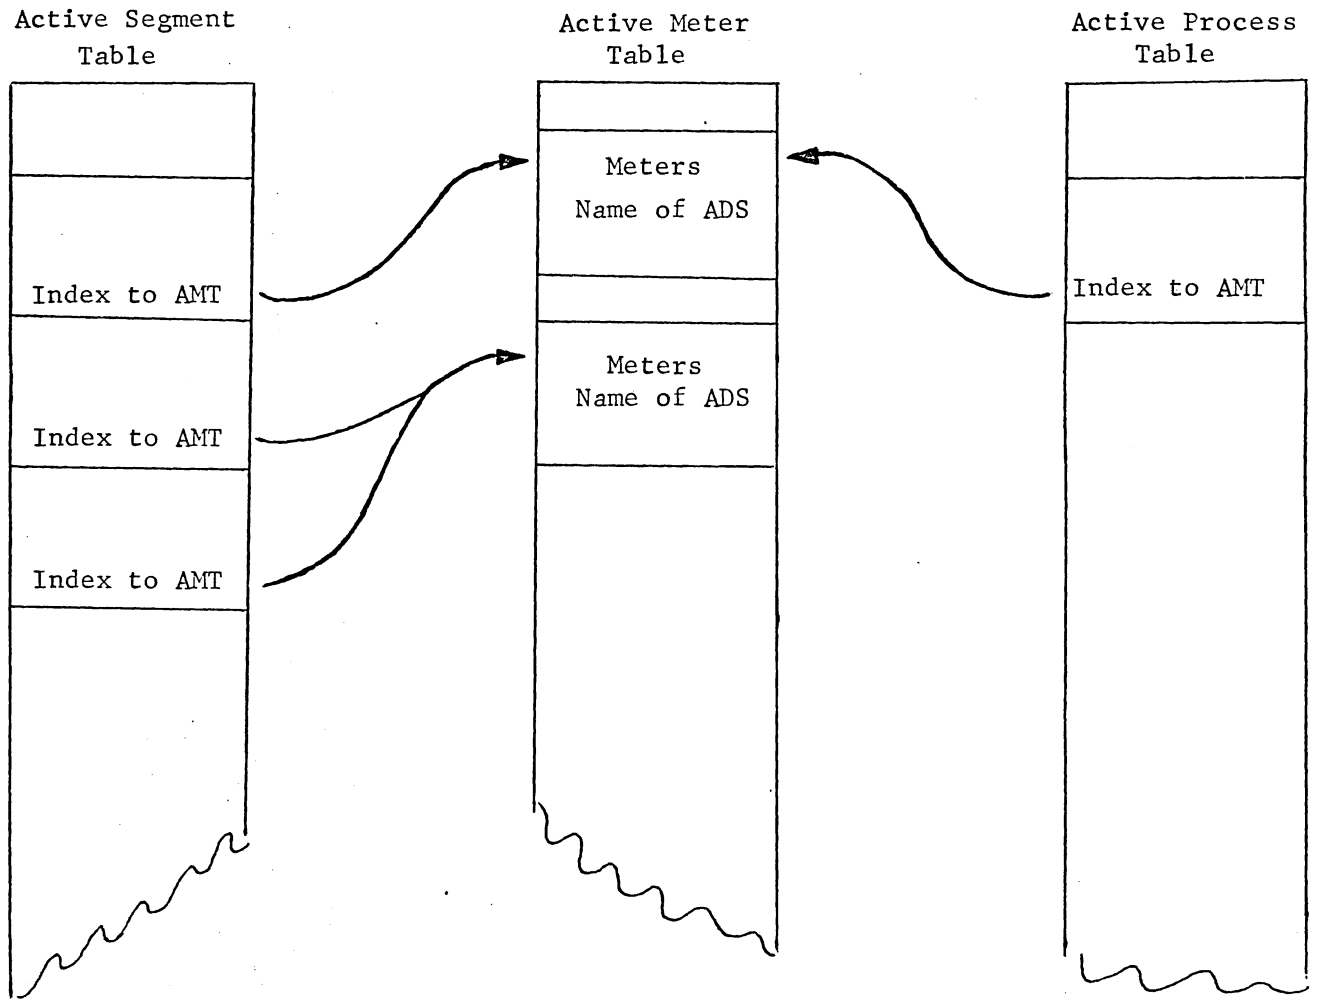 Active Segment
Table
Active Meter
Table
Active Process
Table
Meters
Name of ADS
Index to AMT
Index to AMT
Meters
Name of ADS
Index to AMT
Index to AMT